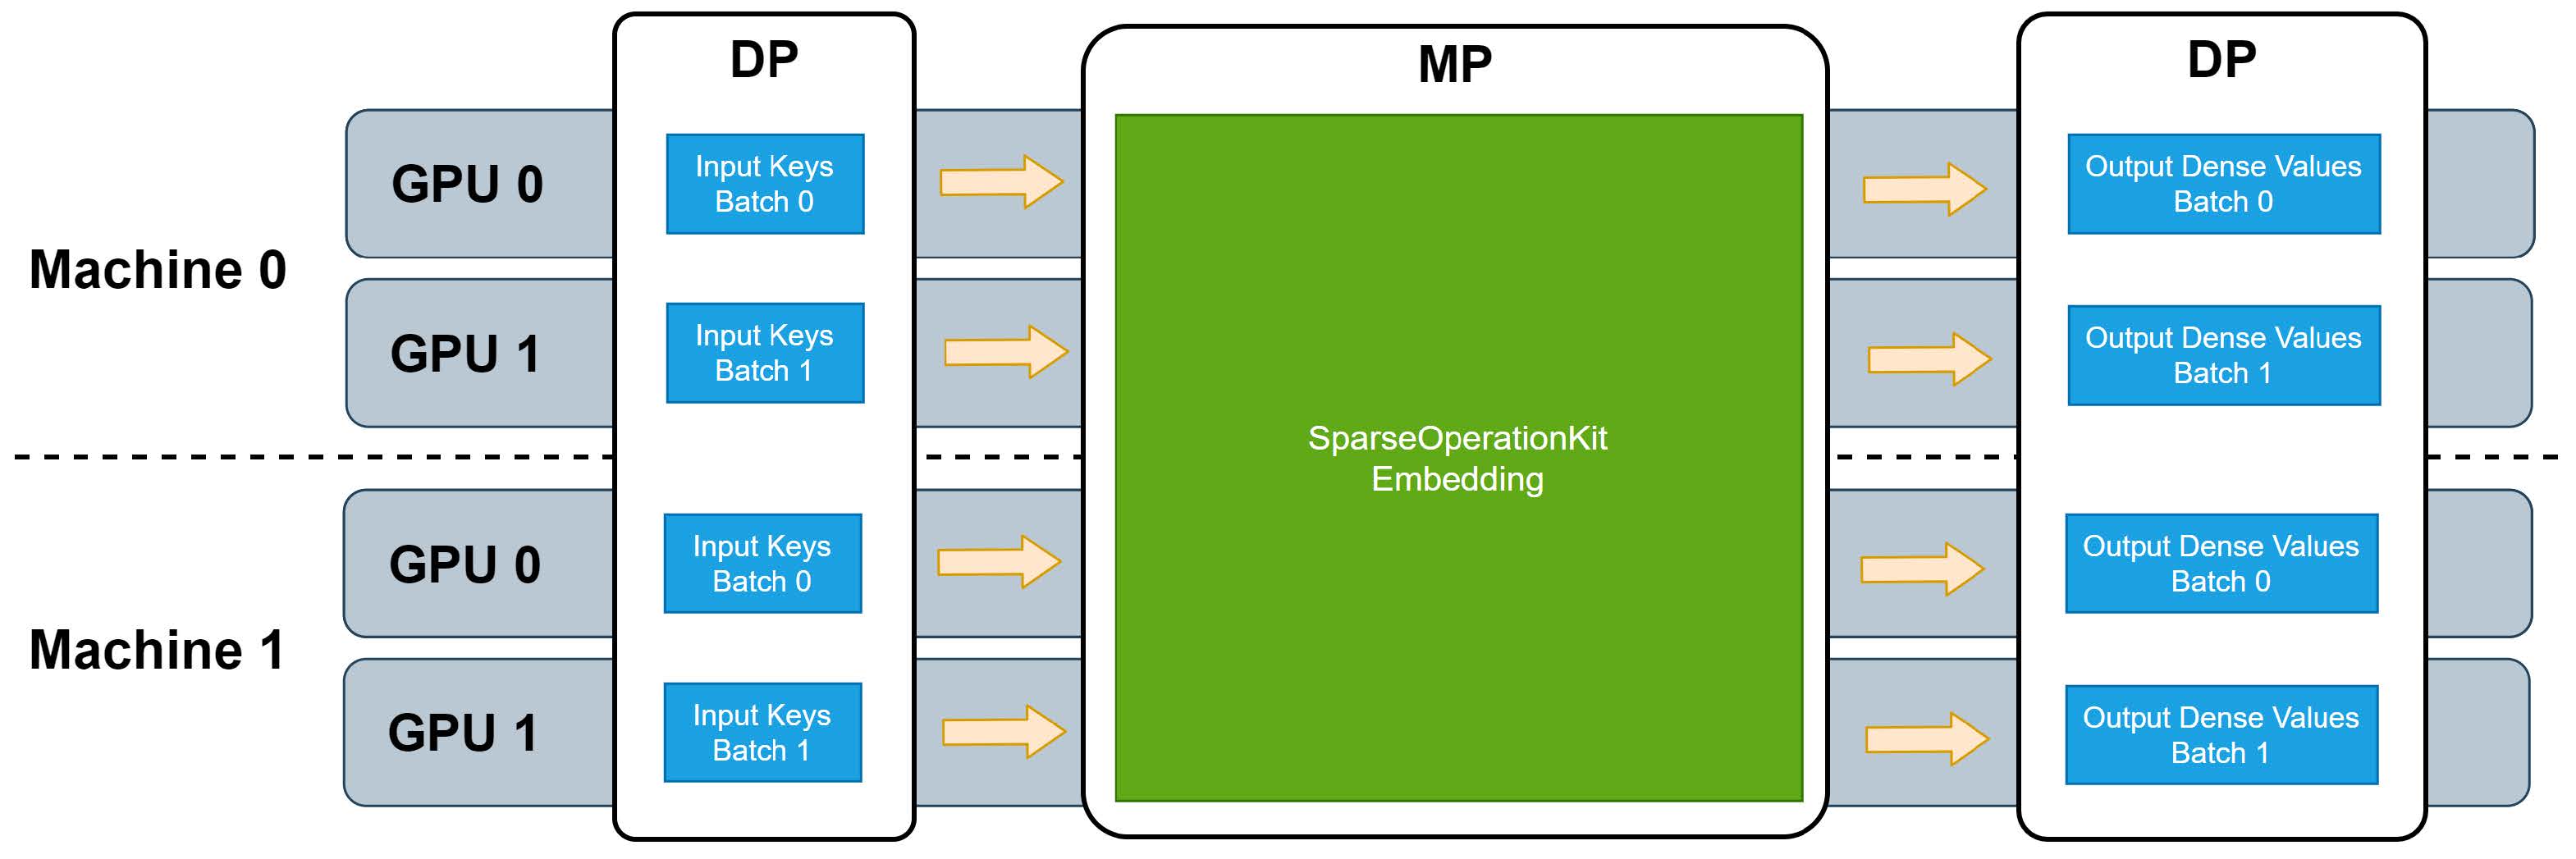 DP
MP
DP
Machine 0
GPU 0
Input Keys
Batch 0
Output Dense Values
Batch 0
GPU 1
Input Keys
Batch 1
Output Dense Values
Batch 1
SparseOperationKit
Embedding
Machine 1
GPU 0
Input Keys
Batch 0
Output Dense Values
Batch 0
GPU 1
Input Keys
Batch 1
Output Dense Values
Batch 1